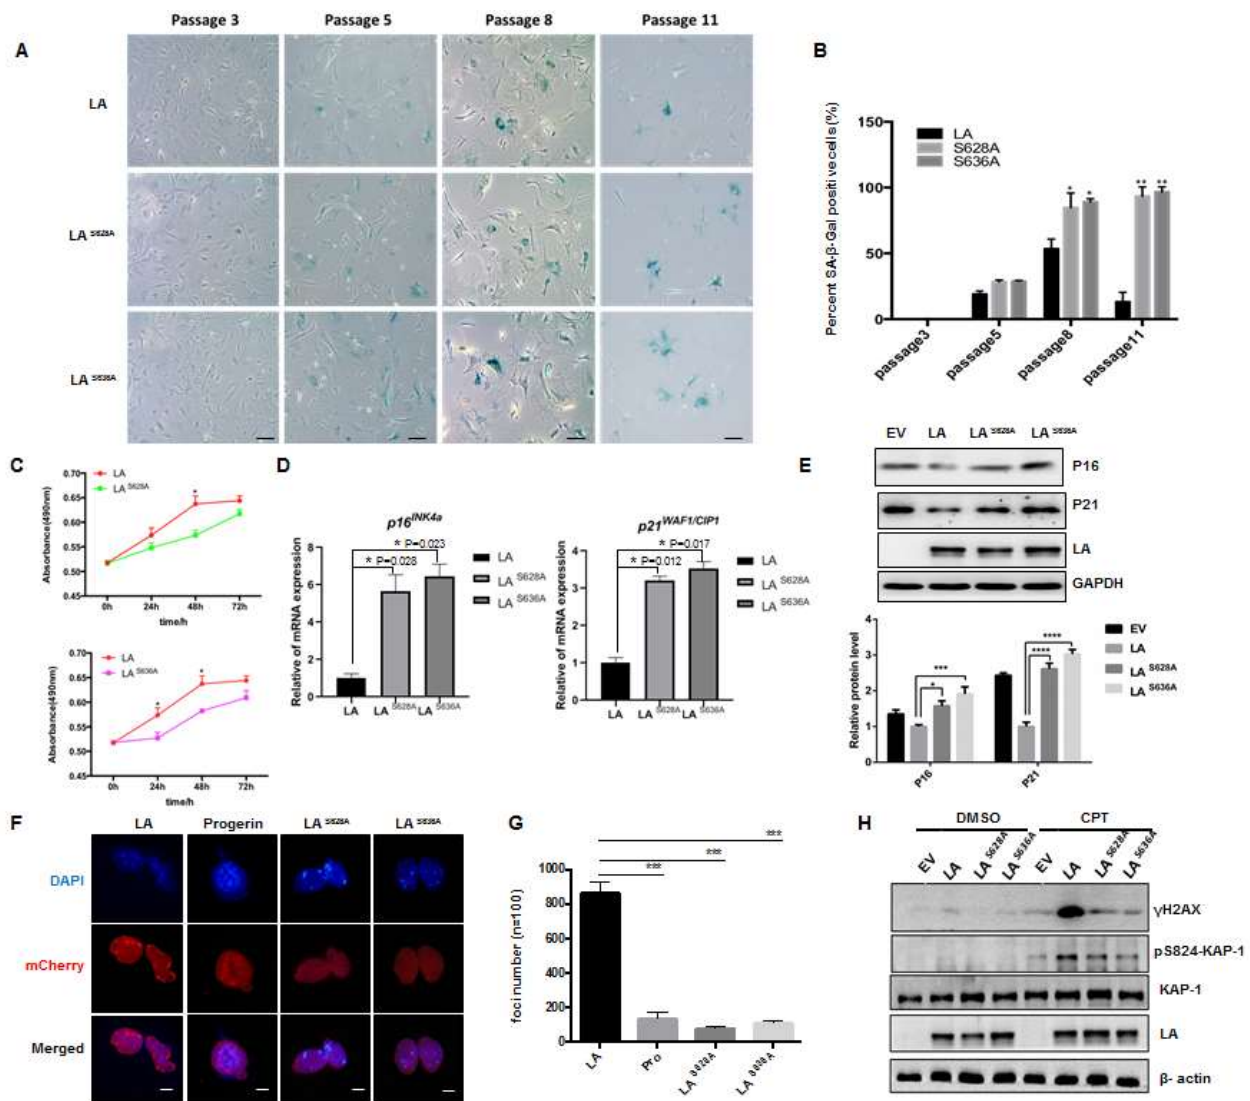 Passage 3 Passage 5 Passage 8 Passage 11
A
LA
LA S628A
LA S636A
B
Percent SA-β-Gal positive cells (%)
150
100
50
0
LA
S628A
S636A
* * ** **
passage3 passage5 passage8 passage11
C
LA
LA S628A
Absorbance(490nm)
0.70
0.65
0.60
0.55
0.50
0.45
*
0h 24h 48h 72h
time/h
LA
LA S636A
Absorbance(490nm)
0.70
0.65
0.60
0.55
0.50
0.45
* *
0h 24h 48h 72h
time/h
D
p16INK4a
Relative of mRNA expression
8
6
4
2
0
* P=0.023
* P=0.028
LA
LA S628A
LA S636A
LA LA S628A LA S636A
p21WAF1/CIP1
Relative of mRNA expression
4
3
2
1
0
* P=0.017
* P=0.012
LA
LA S628A
LA S636A
LA LA S628A LA S636A
E
EV LA LA S628A LA S636A
P16
P21
LA
GAPDH
Relative protein level
4
3
2
1
0
*** * **** ****
EV
LA
LA S628A
LA S636A
P16 P21
F
LA Progerin LA S628A LA S636A
DAPI
mCherry
Merged
G
foci number (n=100)
1000
800
600
400
200
0
***
***
***
LA Pro LA S628A LA S636A
H
DMSO CPT
EV LA LA S628A LA S636A EV LA LA S628A LA S636A
γH2AX
pS824-KAP-1
KAP-1
LA
β- actin